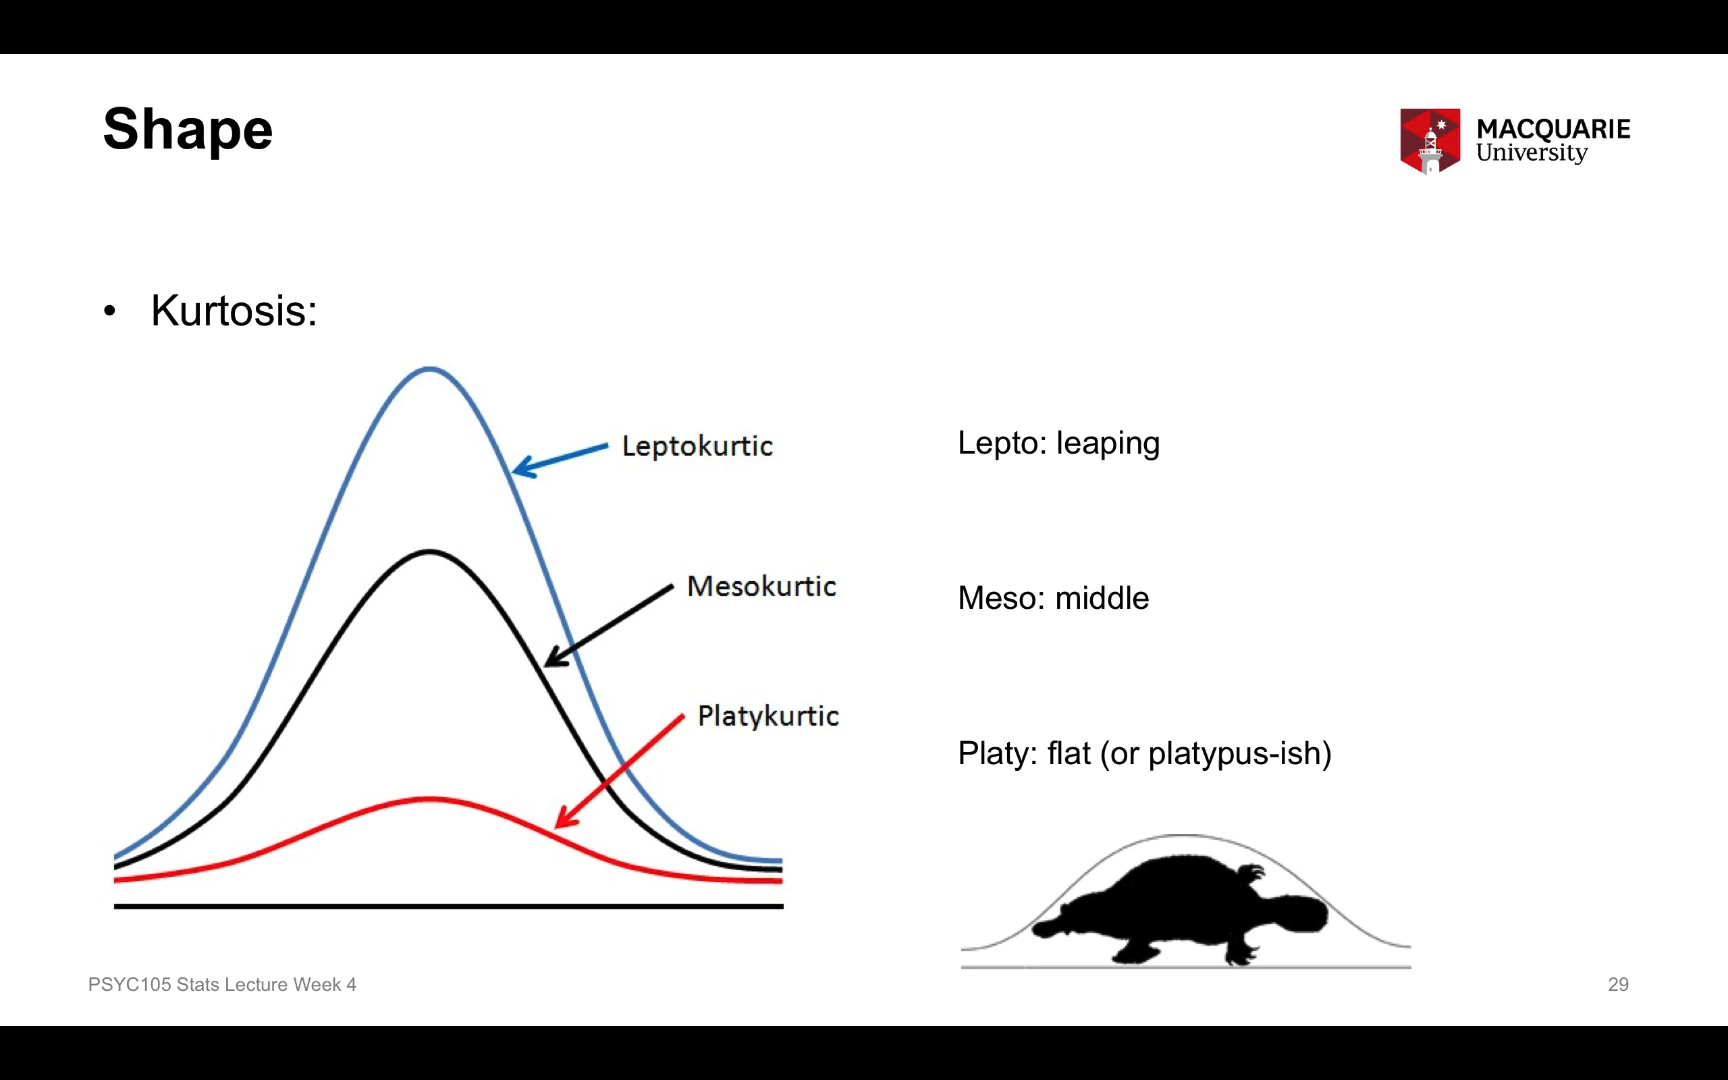 Shape
MACQUARIE
University
• Kurtosis:
Leptokurtic
Mesokurtic
Platykurtic
Lepto: leaping
Meso: middle
Platy: flat (or platypus-ish)
PSYC105 Stats Lecture Week 4
29